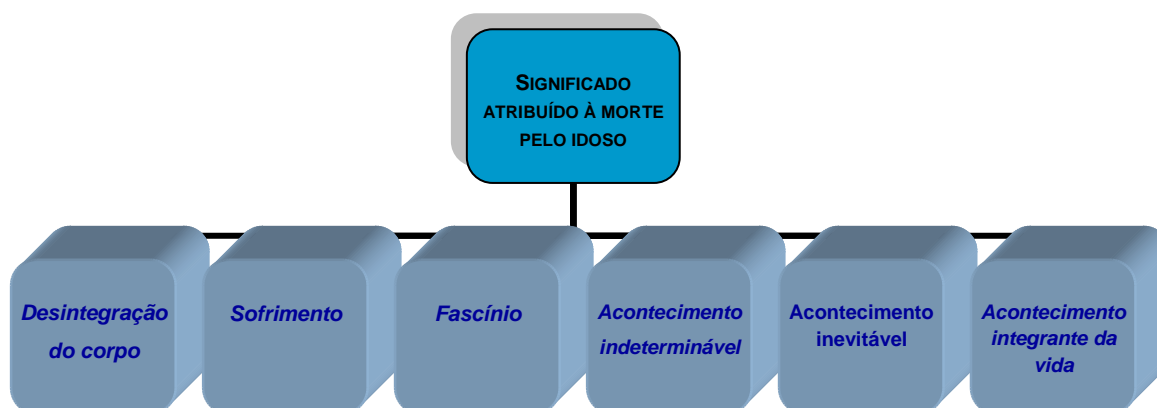 SIGNIFICADO
ATRIBUÍDO À MORTE
PELO IDOSO
Desintegração
do corpo
Sofrimento
Fascínio
Acontecimento
indeterminável
Acontecimento
inevitável
Acontecimento
integrante da
vida